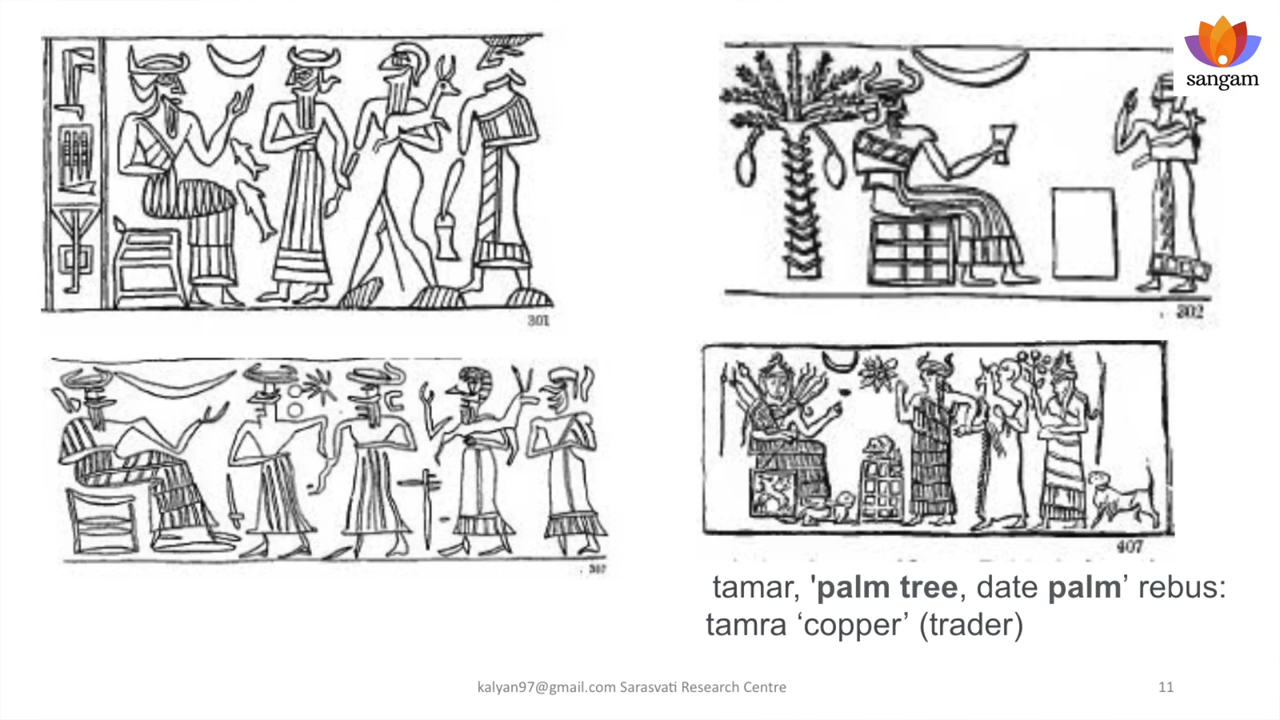 sangam
301
302
307
407
tamar, 'palm tree, date palm’ rebus:
tamra ‘copper’ (trader)
kalyan97@gmail.com Sarasvati Research Centre
11